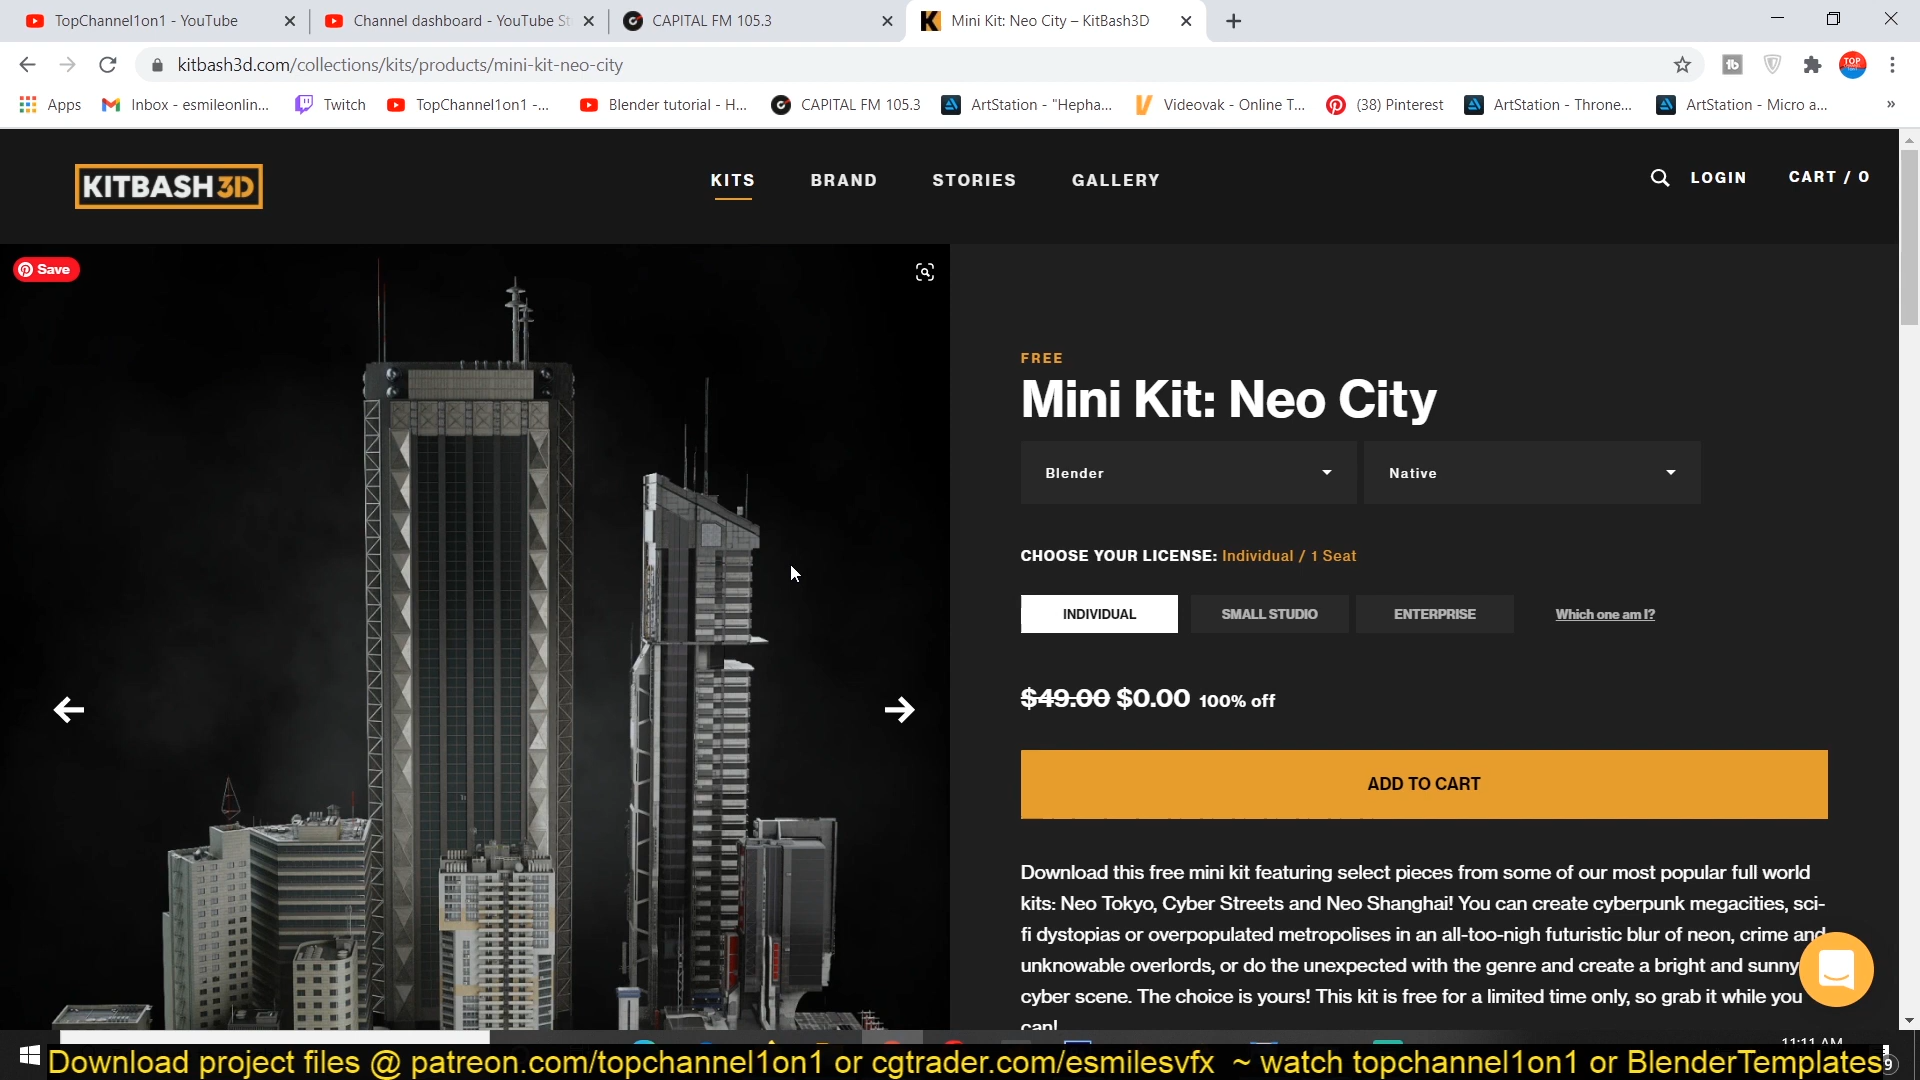 TopChannel1on1 - YouTube
Channel dashboard - YouTube St
CAPITAL FM 105.3
Mini Kit: Neo City – KitBash3D
kitbash3d.com/collections/kits/products/mini-kit-neo-city
TOP
Apps
Inbox - esmileonlin...
Twitch
TopChannel1on1 -...
Blender tutorial - H...
CAPITAL FM 105.3
ArtStation - "Hepha...
Videovak - Online T...
(38) Pinterest
ArtStation - Throne...
ArtStation - Micro a...
»
KITBASH 3D
KITS
BRAND
STORIES
GALLERY
LOGIN
CART / 0
Save
FREE
Mini Kit: Neo City
Blender
Native
CHOOSE YOUR LICENSE: Individual / 1 Seat
INDIVIDUAL
SMALL STUDIO
ENTERPRISE
Which one am I?
$49.00 $0.00 100% off
ADD TO CART
Download this free mini kit featuring select pieces from some of our most popular full world
kits: Neo Tokyo, Cyber Streets and Neo Shanghai! You can create cyberpunk megacities, sci-
fi dystopias or overpopulated metropolises in an all-too-nigh futuristic blur of neon, crime and
unknowable overlords, or do the unexpected with the genre and create a bright and sunny
cyber scene. The choice is yours! This kit is free for a limited time only, so grab it while you
can!
11:11 AM
Download project files @ patreon.com/topchannel1on1 or cgtrader.com/esmilesvfx ~ watch topchannel1on1 or BlenderTemplates